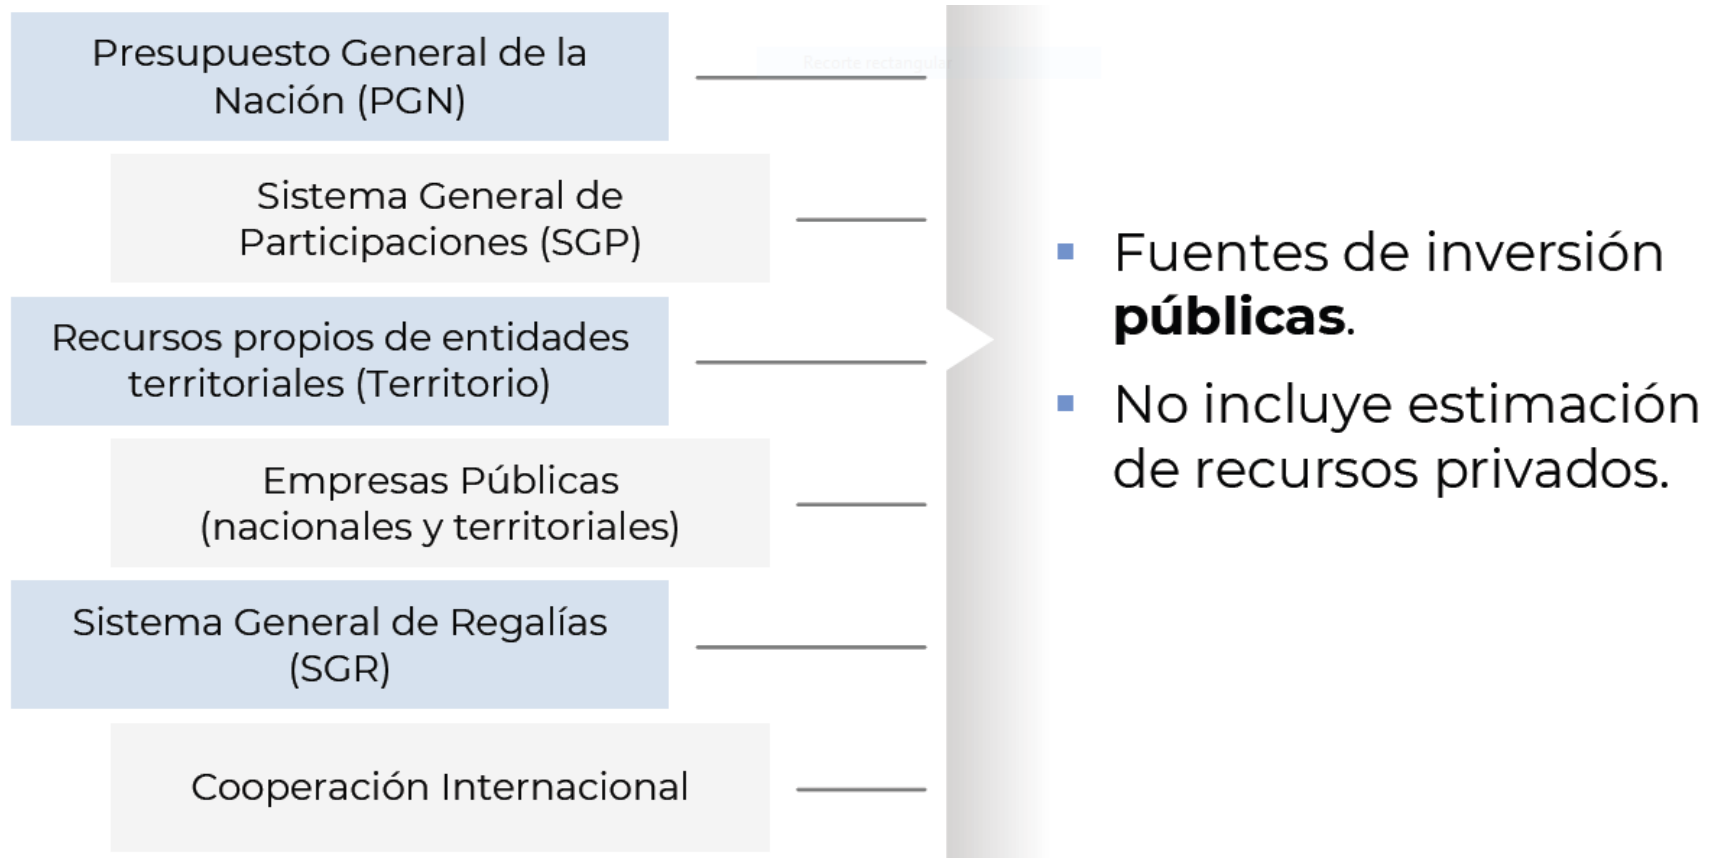 Presupuesto General de la
Nación (PGN)
Recorte rectangular
Sistema General de
Participaciones (SGP)
Recursos propios de entidades
territoriales (Territorio)
Empresas Públicas
(nacionales y territoriales)
Sistema General de Regalías
(SGR)
Cooperación Internacional
▪ Fuentes de inversión
públicas.
▪ No incluye estimación
de recursos privados.